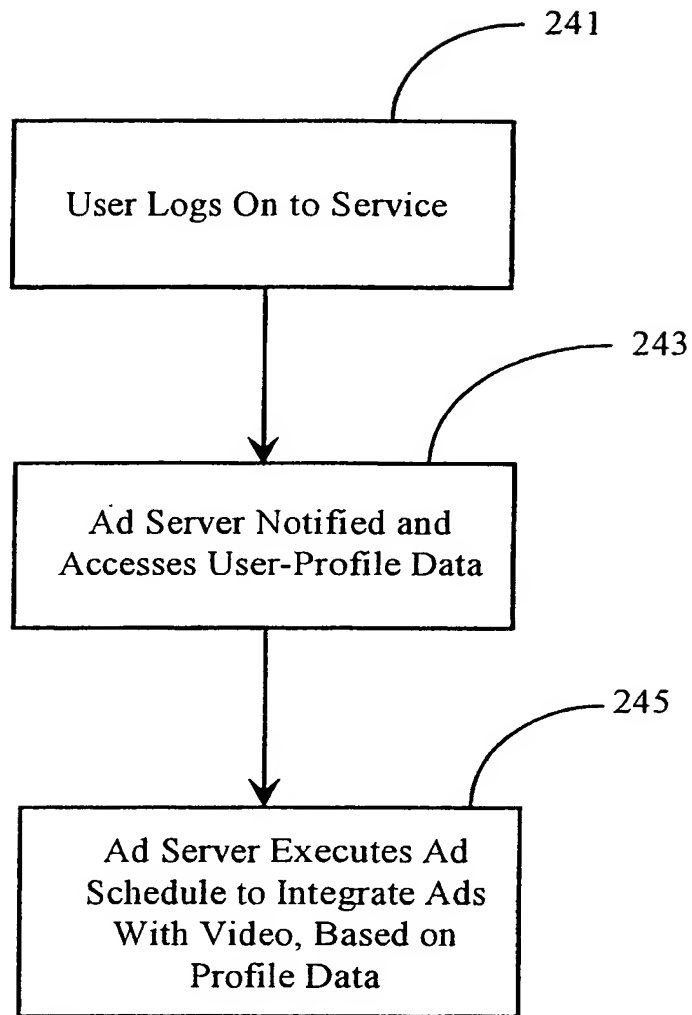 241
User Logs On to Service
243
Ad Server Notified and
Accesses User-Profile Data
245
Ad Server Executes Ad
Schedule to Integrate Ads
With Video, Based on
Profile Data